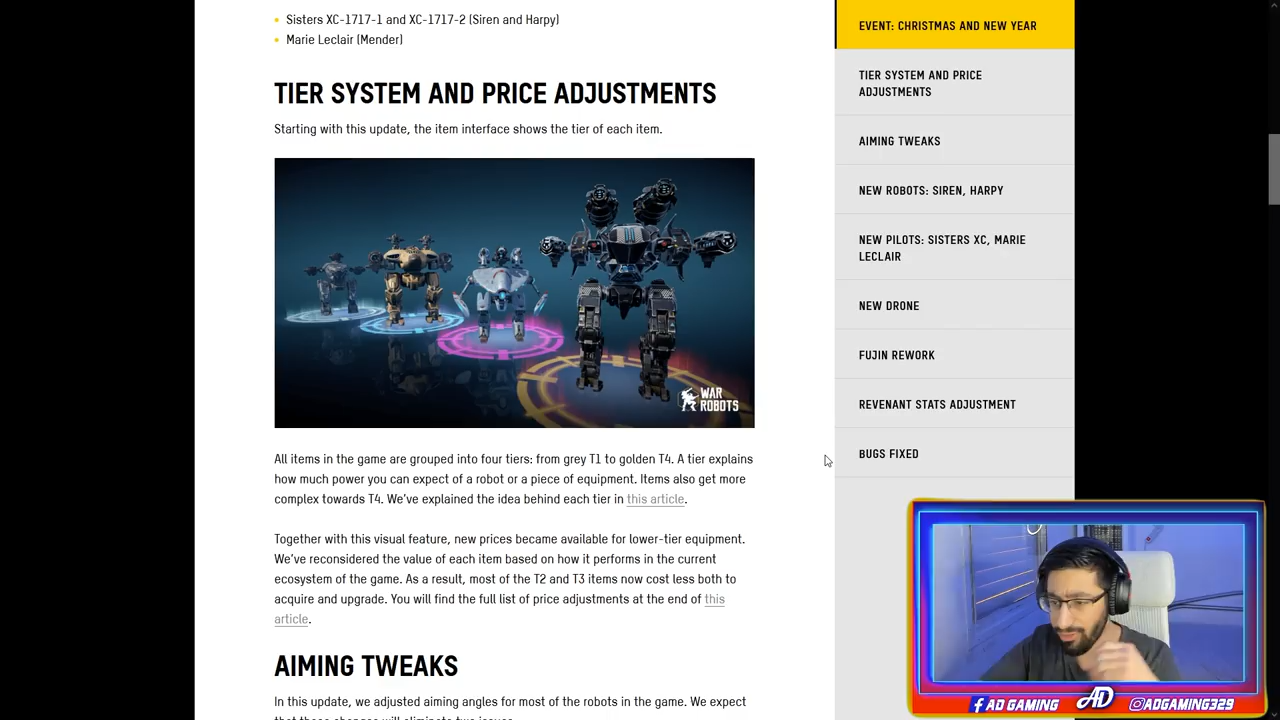 Sisters XC-1717-1 and XC-1717-2 (Siren and Harpy)
Marie Leclair (Mender)
TIER SYSTEM AND PRICE ADJUSTMENTS
Starting with this update, the item interface shows the tier of each item.
WAR
ROBOTS
All items in the game are grouped into four tiers: from grey T1 to golden T4. A tier explains
how much power you can expect of a robot or a piece of equipment. Items also get more
complex towards T4. We've explained the idea behind each tier in this article.
Together with this visual feature, new prices became available for lower-tier equipment.
We've reconsidered the value of each item based on how it performs in the current
ecosystem of the game. As a result, most of the T2 and T3 items now cost less both to
acquire and upgrade. You will find the full list of price adjustments at the end of this
article.
AIMING TWEAKS
In this update, we adjusted aiming angles for most of the robots in the game. We expect
that these changes will eliminate two issues
EVENT: CHRISTMAS AND NEW YEAR
TIER SYSTEM AND PRICE
ADJUSTMENTS
AIMING TWEAKS
NEW ROBOTS: SIREN, HARPY
NEW PILOTS: SISTERS XC, MARIE
LECLAIR
NEW DRONE
FUJIN REWORK
REVENANT STATS ADJUSTMENT
BUGS FIXED
AD GAMING
AD
ADGAMING329